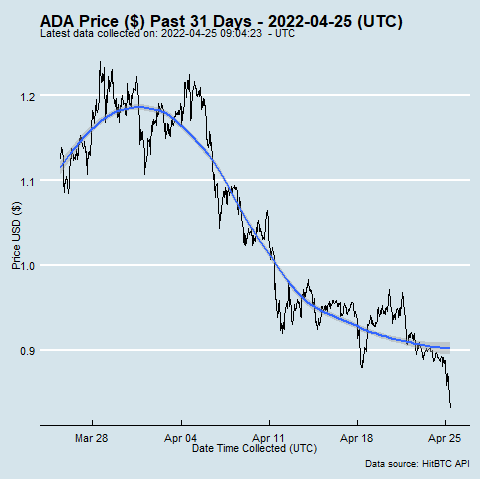 ADA Price ($) Past 31 Days - 2022-04-25 (UTC)
Latest data collected on: 2022-04-25 09:04:23 - UTC
1.2
1.1
1.0
0.9
Price USD ($)
Mar 28 Apr 04 Apr 11 Apr 18 Apr 25
Date Time Collected (UTC)
Data source: HitBTC API